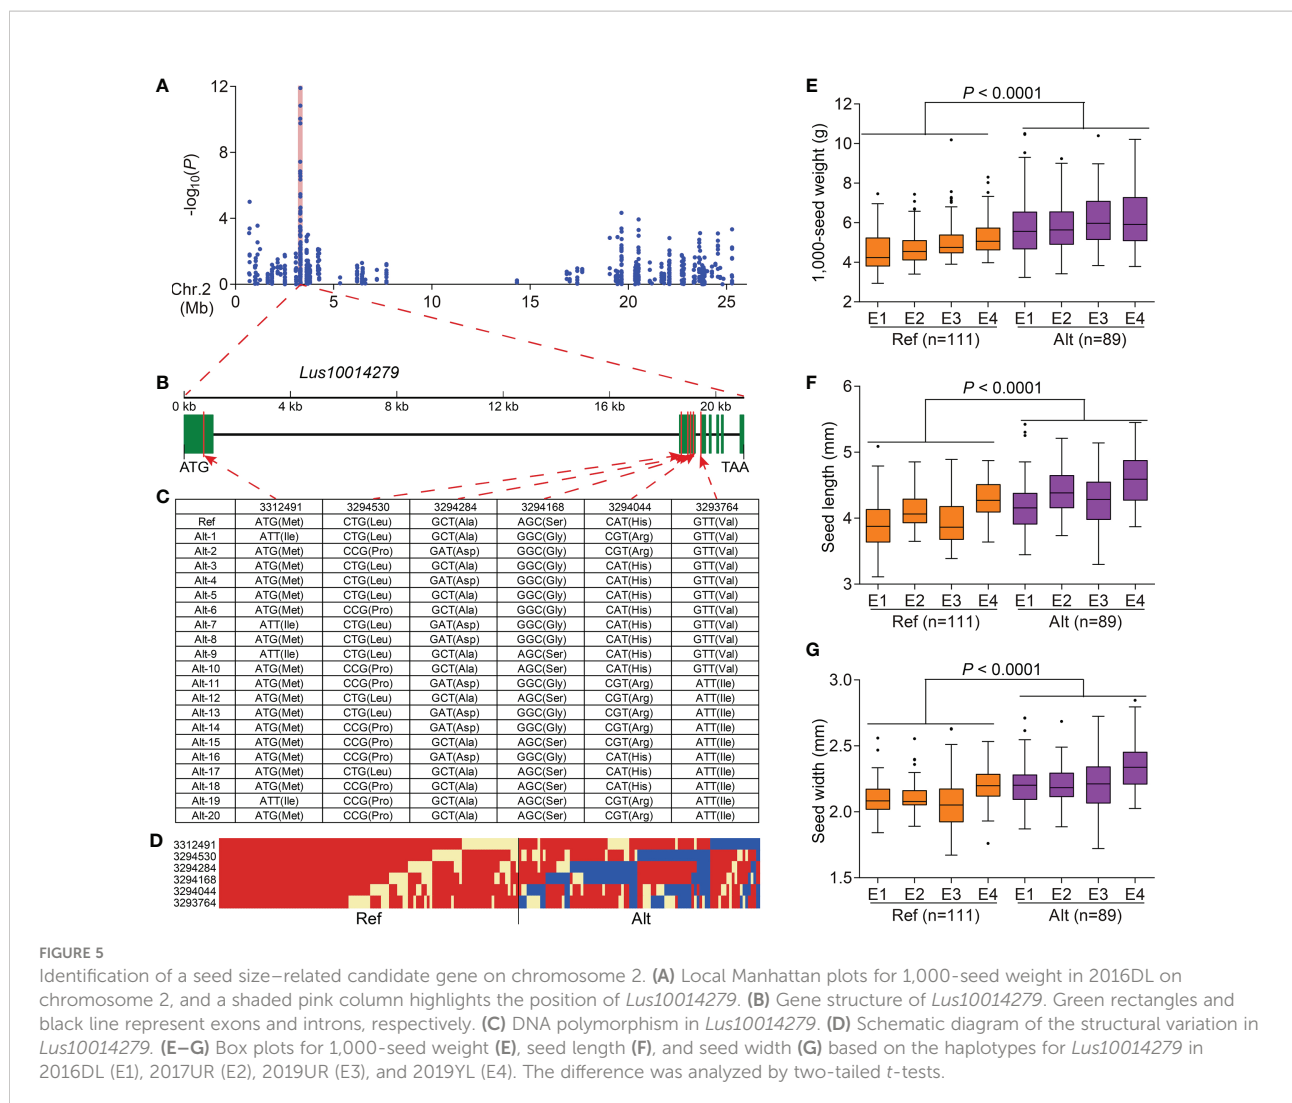 A
12
8
4
0
-log10(P)
Chr.2
(Mb)
0 5 10 15 20 25
B
Lus10014279
0 kb 4 kb 8 kb 12 kb 16 kb 20 kb
ATG TAA
C
3312491 3294530 3294284 3294168 3294044 3293764
Ref ATG(Met) CTG(Leu) GCT(Ala) AGC(Ser) CAT(His) GTT(Val)
Alt-1 ATT(Ile) CTG(Leu) GCT(Ala) GGC(Gly) CGT(Arg) GTT(Val)
Alt-2 ATG(Met) CCG(Pro) GAT(Asp) GGC(Gly) CGT(Arg) GTT(Val)
Alt-3 ATG(Met) CTG(Leu) GCT(Ala) GGC(Gly) CAT(His) GTT(Val)
Alt-4 ATG(Met) CTG(Leu) GAT(Asp) GGC(Gly) CAT(His) GTT(Val)
Alt-5 ATG(Met) CTG(Leu) GCT(Ala) GGC(Gly) CAT(His) GTT(Val)
Alt-6 ATG(Met) CCG(Pro) GCT(Ala) GGC(Gly) CAT(His) GTT(Val)
Alt-7 ATT(Ile) CTG(Leu) GAT(Asp) GGC(Gly) CAT(His) GTT(Val)
Alt-8 ATG(Met) CTG(Leu) GAT(Asp) GGC(Gly) CAT(His) GTT(Val)
Alt-9 ATT(Ile) CTG(Leu) GCT(Ala) AGC(Ser) CAT(His) GTT(Val)
Alt-10 ATG(Met) CCG(Pro) GCT(Ala) AGC(Ser) CAT(His) GTT(Val)
Alt-11 ATG(Met) CCG(Pro) GAT(Asp) GGC(Gly) CGT(Arg) ATT(Ile)
Alt-12 ATG(Met) CTG(Leu) GCT(Ala) AGC(Ser) CGT(Arg) ATT(Ile)
Alt-13 ATG(Met) CTG(Leu) GAT(Asp) GGC(Gly) CGT(Arg) ATT(Ile)
Alt-14 ATG(Met) CCG(Pro) GAT(Asp) GGC(Gly) CGT(Arg) ATT(Ile)
Alt-15 ATG(Met) CCG(Pro) GCT(Ala) AGC(Ser) CGT(Arg) ATT(Ile)
Alt-16 ATG(Met) CCG(Pro) GAT(Asp) GGC(Gly) CAT(His) ATT(Ile)
Alt-17 ATG(Met) CTG(Leu) GCT(Ala) AGC(Ser) CAT(His) ATT(Ile)
Alt-18 ATG(Met) CCG(Pro) GCT(Ala) AGC(Ser) CAT(His) ATT(Ile)
Alt-19 ATT(Ile) CCG(Pro) GCT(Ala) AGC(Ser) CGT(Arg) ATT(Ile)
Alt-20 ATG(Met) CCG(Pro) GCT(Ala) AGC(Ser) CGT(Arg) ATT(Ile)
D
3312491
3294530
3294284
3294168
3294044
3293764
Ref Alt
E
P < 0.0001
1,000-seed weight (g)
12
10
8
6
4
2
E1 E2 E3 E4 E1 E2 E3 E4
Ref (n=111) Alt (n=89)
F
P < 0.0001
Seed length (mm)
6
5
4
3
E1 E2 E3 E4 E1 E2 E3 E4
Ref (n=111) Alt (n=89)
G
P < 0.0001
Seed width (mm)
3.0
2.5
2.0
1.5
E1 E2 E3 E4 E1 E2 E3 E4
Ref (n=111) Alt (n=89)
FIGURE 5
Identification of a seed size–related candidate gene on chromosome 2. (A) Local Manhattan plots for 1,000-seed weight in 2016DL on
chromosome 2, and a shaded pink column highlights the position of Lus10014279. (B) Gene structure of Lus10014279. Green rectangles and
black line represent exons and introns, respectively. (C) DNA polymorphism in Lus10014279. (D) Schematic diagram of the structural variation in
Lus10014279. (E–G) Box plots for 1,000-seed weight (E), seed length (F), and seed width (G) based on the haplotypes for Lus10014279 in
2016DL (E1), 2017UR (E2), 2019UR (E3), and 2019YL (E4). The difference was analyzed by two-tailed t-tests.